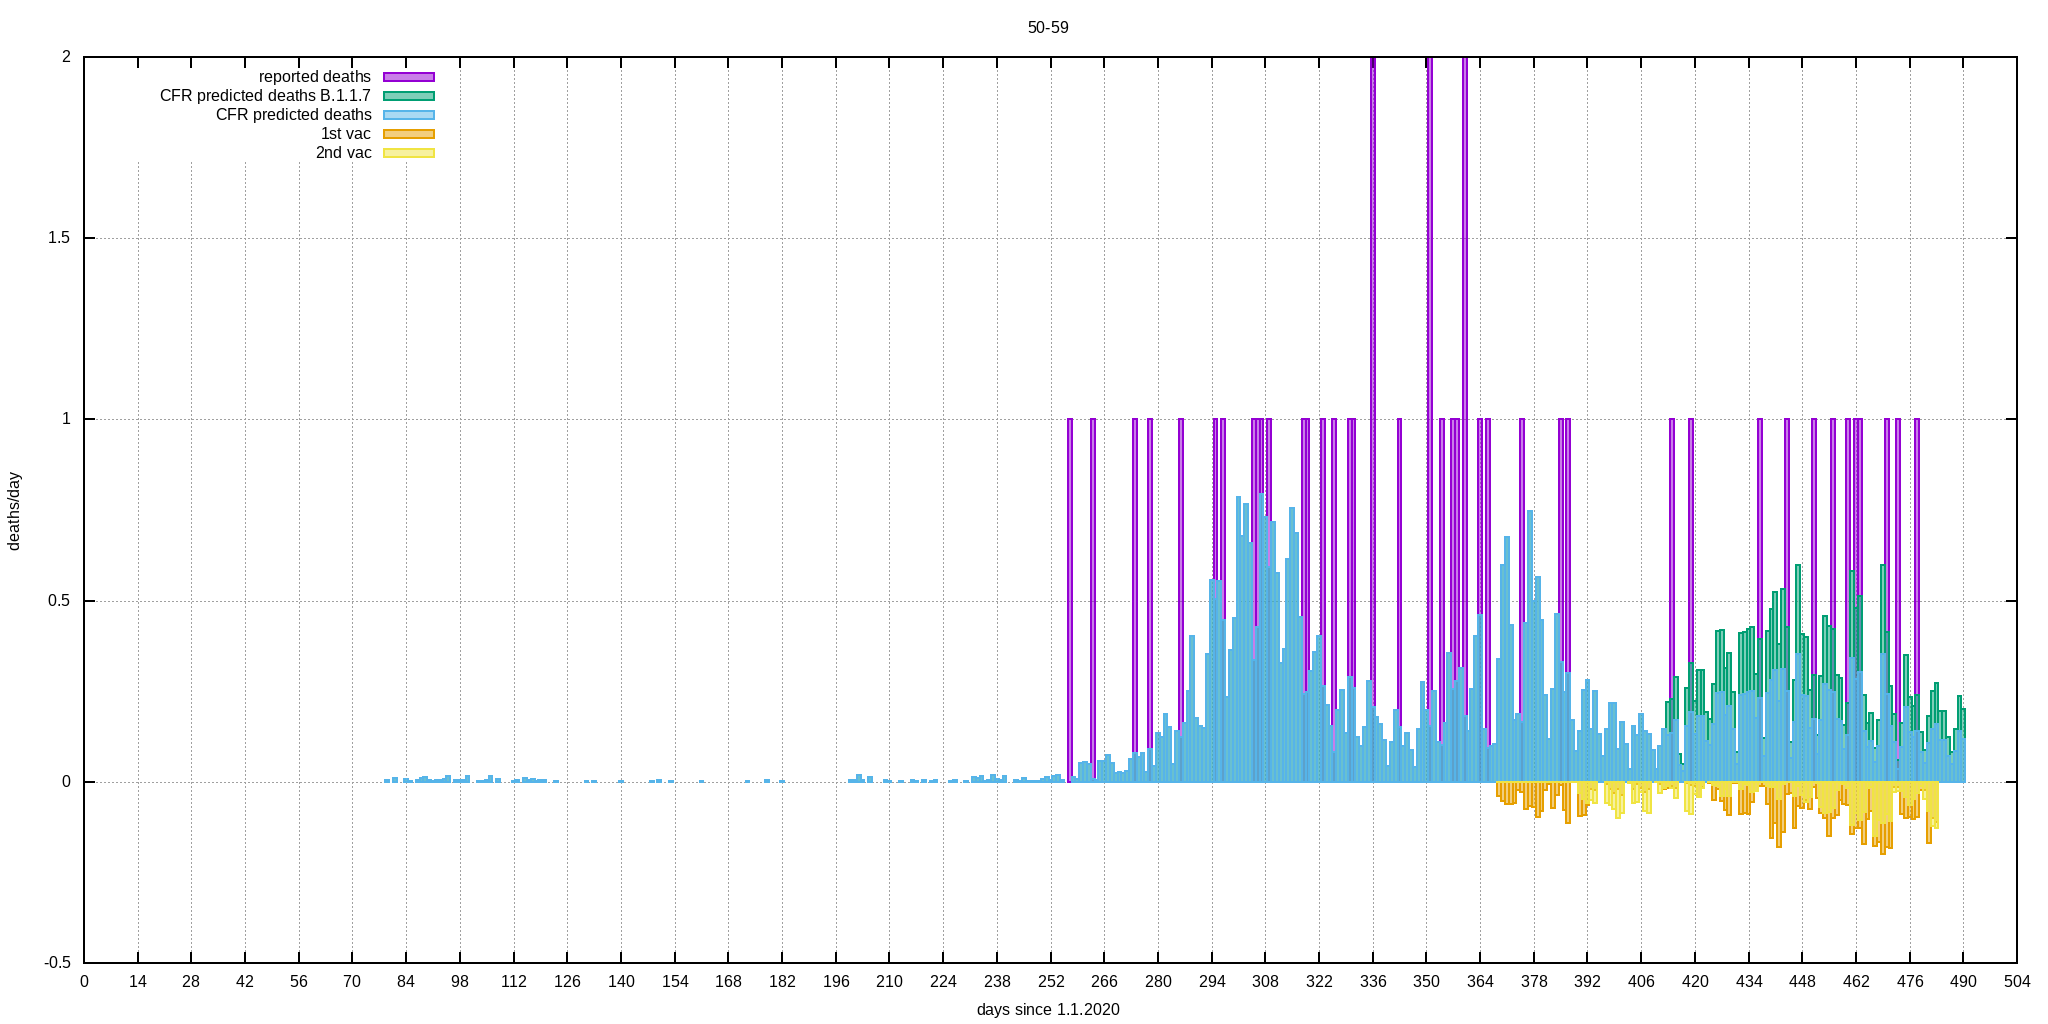 50-59
2
reported deaths
CFR predicted deaths B.1.1.7
CFR predicted deaths
1st vac
2nd vac
1.5
1
deaths/day
0.5
0
-0.5
0 14 28 42 56 70 84 98 112 126 140 154 168 182 196 210 224 238 252 266 280 294 308 322 336 350 364 378 392 406 420 434 448 462 476 490 504
days since 1.1.2020